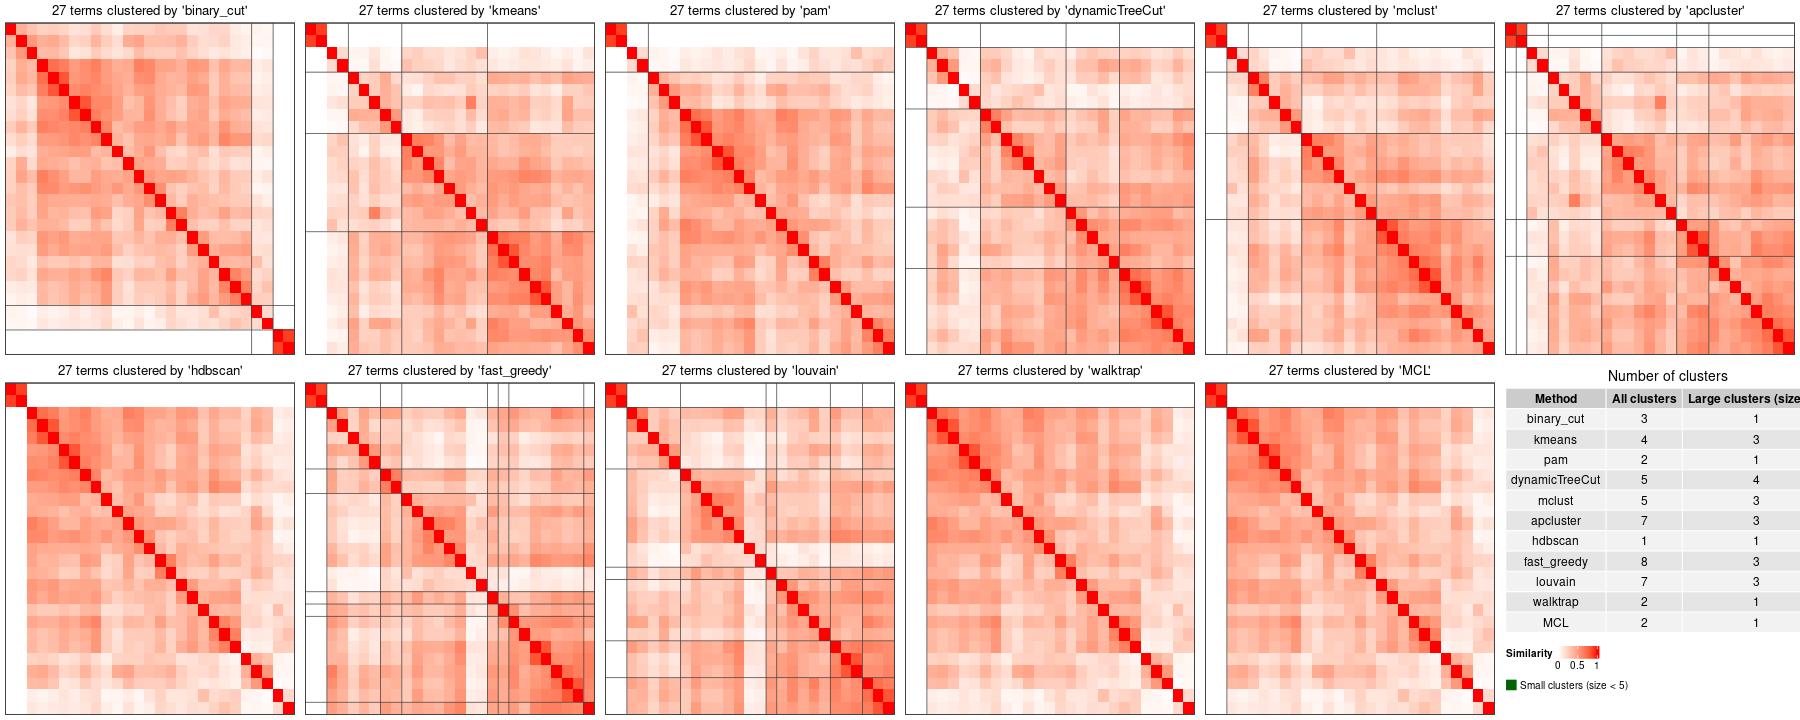 27 terms clustered by 'binary_cut'
27 terms clustered by 'kmeans'
27 terms clustered by 'pam'
27 terms clustered by 'dynamicTreeCut'
27 terms clustered by 'mclust'
27 terms clustered by 'apcluster'
27 terms clustered by 'hdbscan'
27 terms clustered by 'fast_greedy'
27 terms clustered by 'louvain'
27 terms clustered by 'walktrap'
27 terms clustered by 'MCL'
Number of clusters
Method All clusters Large clusters (size
binary_cut 3 1
kmeans 4 3
pam 2 1
dynamicTreeCut 5 4
mclust 5 3
apcluster 7 3
hdbscan 1 1
fast_greedy 8 3
louvain 7 3
walktrap 2 1
MCL 2 1
Similarity
0 0.5 1
Small clusters (size < 5)